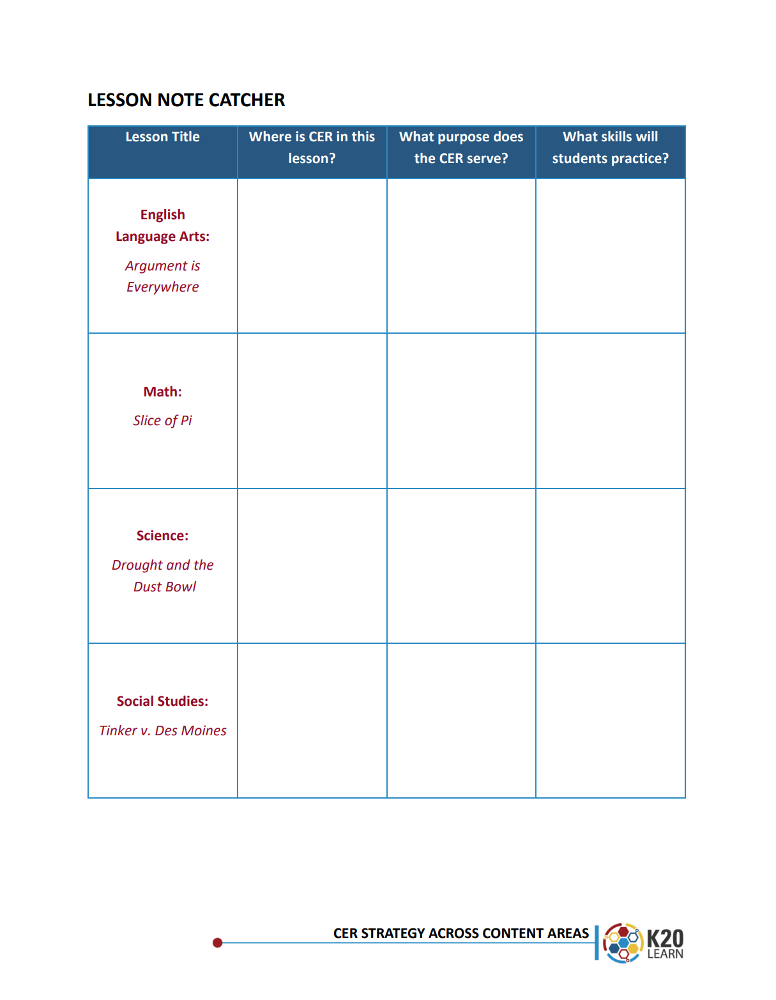 LESSON NOTE CATCHER
Lesson Title
Where is CER in this
lesson?
What purpose does
the CER serve?
What skills will
students practice?
English
Language Arts:
Argument is
Everywhere
Math:
Slice of Pi
Science:
Drought and the
Dust Bowl
Social Studies:
Tinker v. Des Moines
CER STRATEGY ACROSS CONTENT AREAS
K20
LEARN